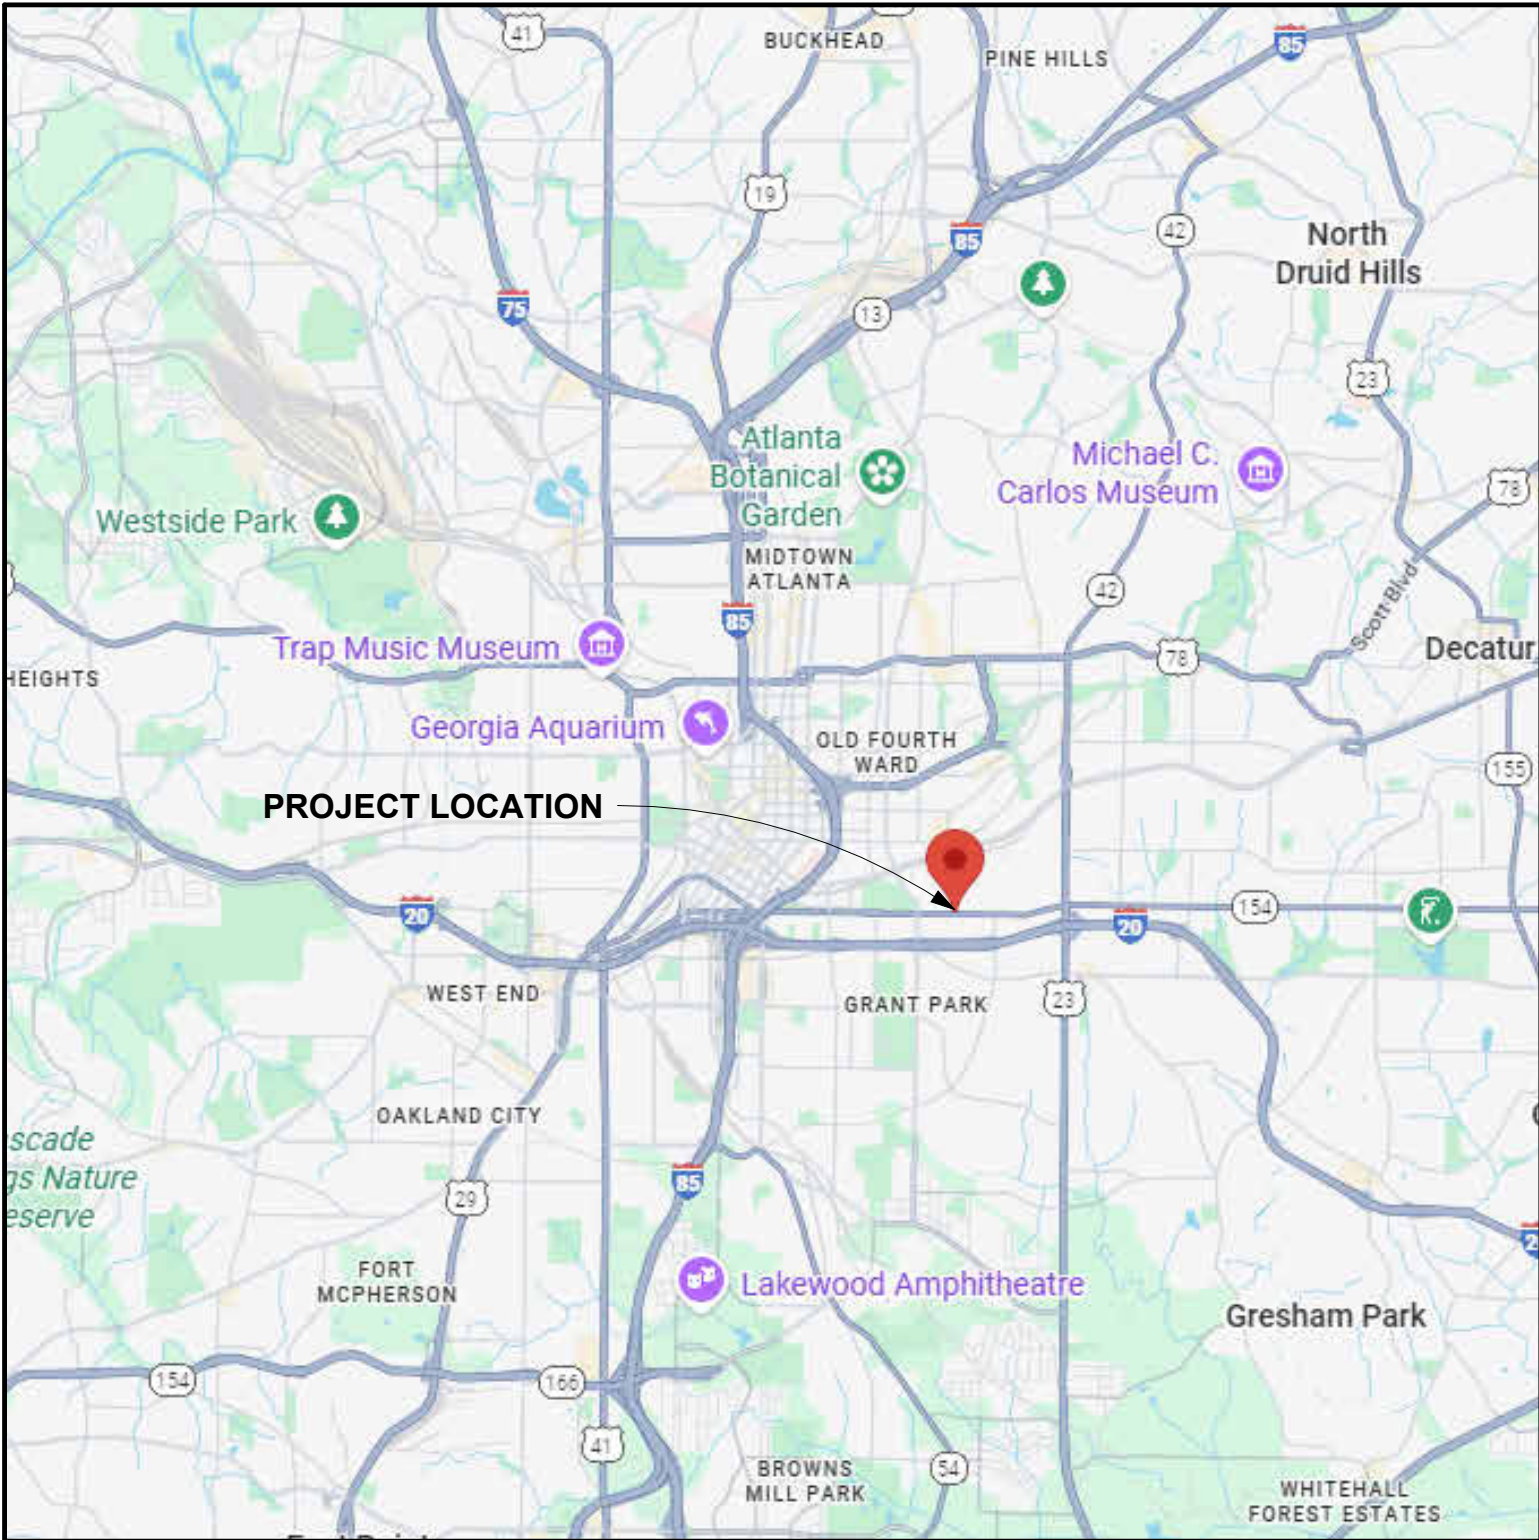 41
BUCKHEAD
PINE HILLS
85
19
42
85
North
Druid Hills
75
13
23
Atlanta
Botanical
Garden
Michael C.
Carlos Museum
78
Westside Park
MIDTOWN
ATLANTA
42
85
Scott Blvd
Trap Music Museum
78
Decatur
HEIGHTS
Georgia Aquarium
OLD FOURTH
WARD
155
PROJECT LOCATION
20
154
20
WEST END
GRANT PARK
23
OAKLAND CITY
scade
gs Nature
eserve
85
29
FORT
MCPHERSON
Lakewood Amphitheatre
Gresham Park
154
166
41
BROWNS
MILL PARK
54
WHITEHALL
FOREST ESTATES